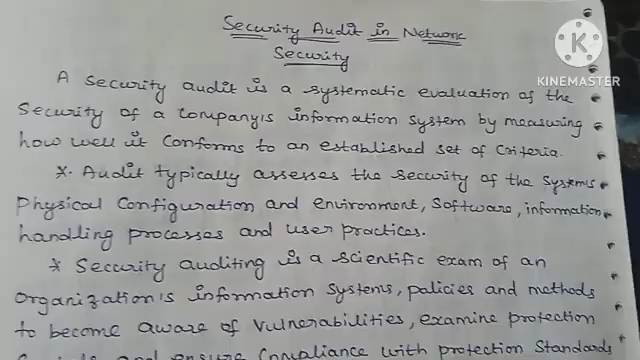 Security Audit in Network
Security
KINEMASTER
A security audit is a systematic evaluation of the
security of a company's information system by measuring
how well it conforms to an established set of criteria.
*. Audit typically assesses the security of the systems
physical configuration and environment, software, information
handling processes and user practices.
* Security auditing is a scientific exam of an
organization's information systems, policies and methods
to become aware of vulnerabilities, examine protection
and ensure compliance with protection standards